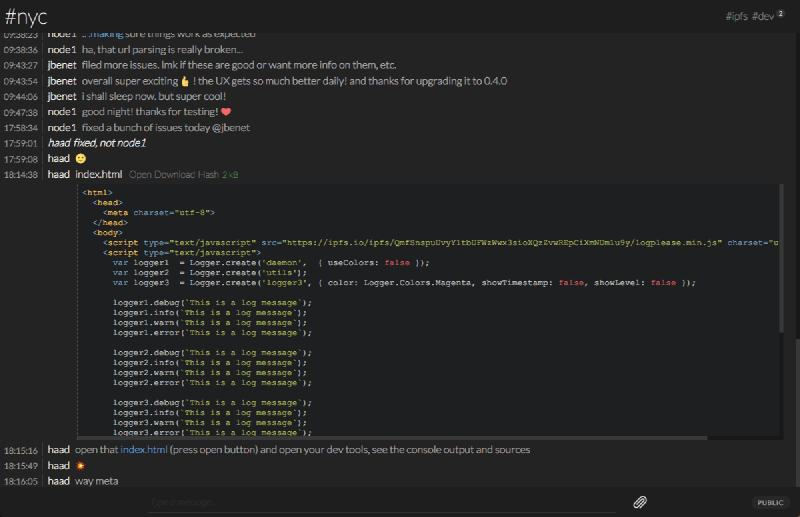 #nyc
#ipfs #dev 2
09:38:23 node1 ...making sure things work as expected
09:38:36 node1 ha, that url parsing is really broken...
09:43:27 jbenet filed more issues. lmk if these are good or want more info on them, etc.
09:43:54 jbenet overall super exciting 👍 ! the UX gets so much better daily! and thanks for upgrading it to 0.4.0
09:44:06 jbenet i shall sleep now. but super cool!
09:47:38 node1 good night! thanks for testing! ❤️
17:58:34 node1 fixed a bunch of issues today @jbenet
17:59:01 haad fixed, not node1
17:59:08 haad 🙂
18:14:38 haad index.html Open Download Hash 2 kB
<html>
<head>
<meta charset="utf-8">
</head>
<body>
<script type="text/javascript" src="https://ipfs.io/ipfs/ logplease.min.js" charset="u
<script type="text/javascript">
var logger1 = Logger.create('daemon', { useColors: false });
var logger2 = Logger.create('utils');
var logger3 = Logger.create('logger3', { color: Logger.Colors.Magenta, showTimestamp: false, showLevel: false });
logger1.debug(`This is a log message`);
logger1.info(`This is a log message`);
logger1.warn(`This is a log message`);
logger1.error(`This is a log message`);
logger2.debug(`This is a log message`);
logger2.info(`This is a log message`);
logger2.warn(`This is a log message`);
logger2.error(`This is a log message`);
logger3.debug(`This is a log message`);
logger3.info(`This is a log message`);
logger3.warn(`This is a log message`);
logger3.error(`This is a log message`);
18:15:16 haad open that index.html (press open button) and open your dev tools, see the console output and sources
18:15:49 haad 💥
18:16:05 haad way meta
Type a message...
PUBLIC